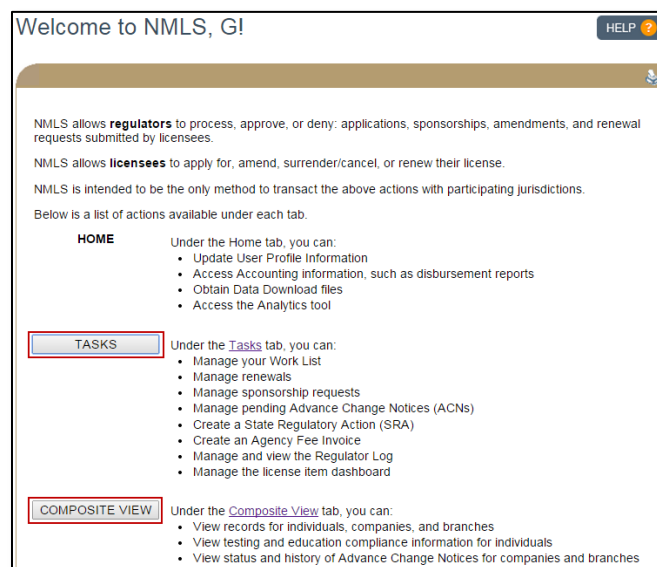 Welcome to NMLS, G!
HELP ?
NMLS allows regulators to process, approve, or deny: applications, sponsorships, amendments, and renewal
requests submitted by licensees.
NMLS allows licensees to apply for, amend, surrender/cancel, or renew their license.
NMLS is intended to be the only method to transact the above actions with participating jurisdictions.
Below is a list of actions available under each tab.
HOME
Under the Home tab, you can:
• Update User Profile Information
• Access Accounting information, such as disbursement reports
• Obtain Data Download files
• Access the Analytics tool
TASKS
Under the Tasks tab, you can:
• Manage your Work List
• Manage renewals
• Manage sponsorship requests
• Manage pending Advance Change Notices (ACNs)
• Create a State Regulatory Action (SRA)
• Create an Agency Fee Invoice
• Manage and view the Regulator Log
• Manage the license item dashboard
COMPOSITE VIEW
Under the Composite View tab, you can:
• View records for individuals, companies, and branches
• View testing and education compliance information for individuals
• View status and history of Advance Change Notices for companies and branches